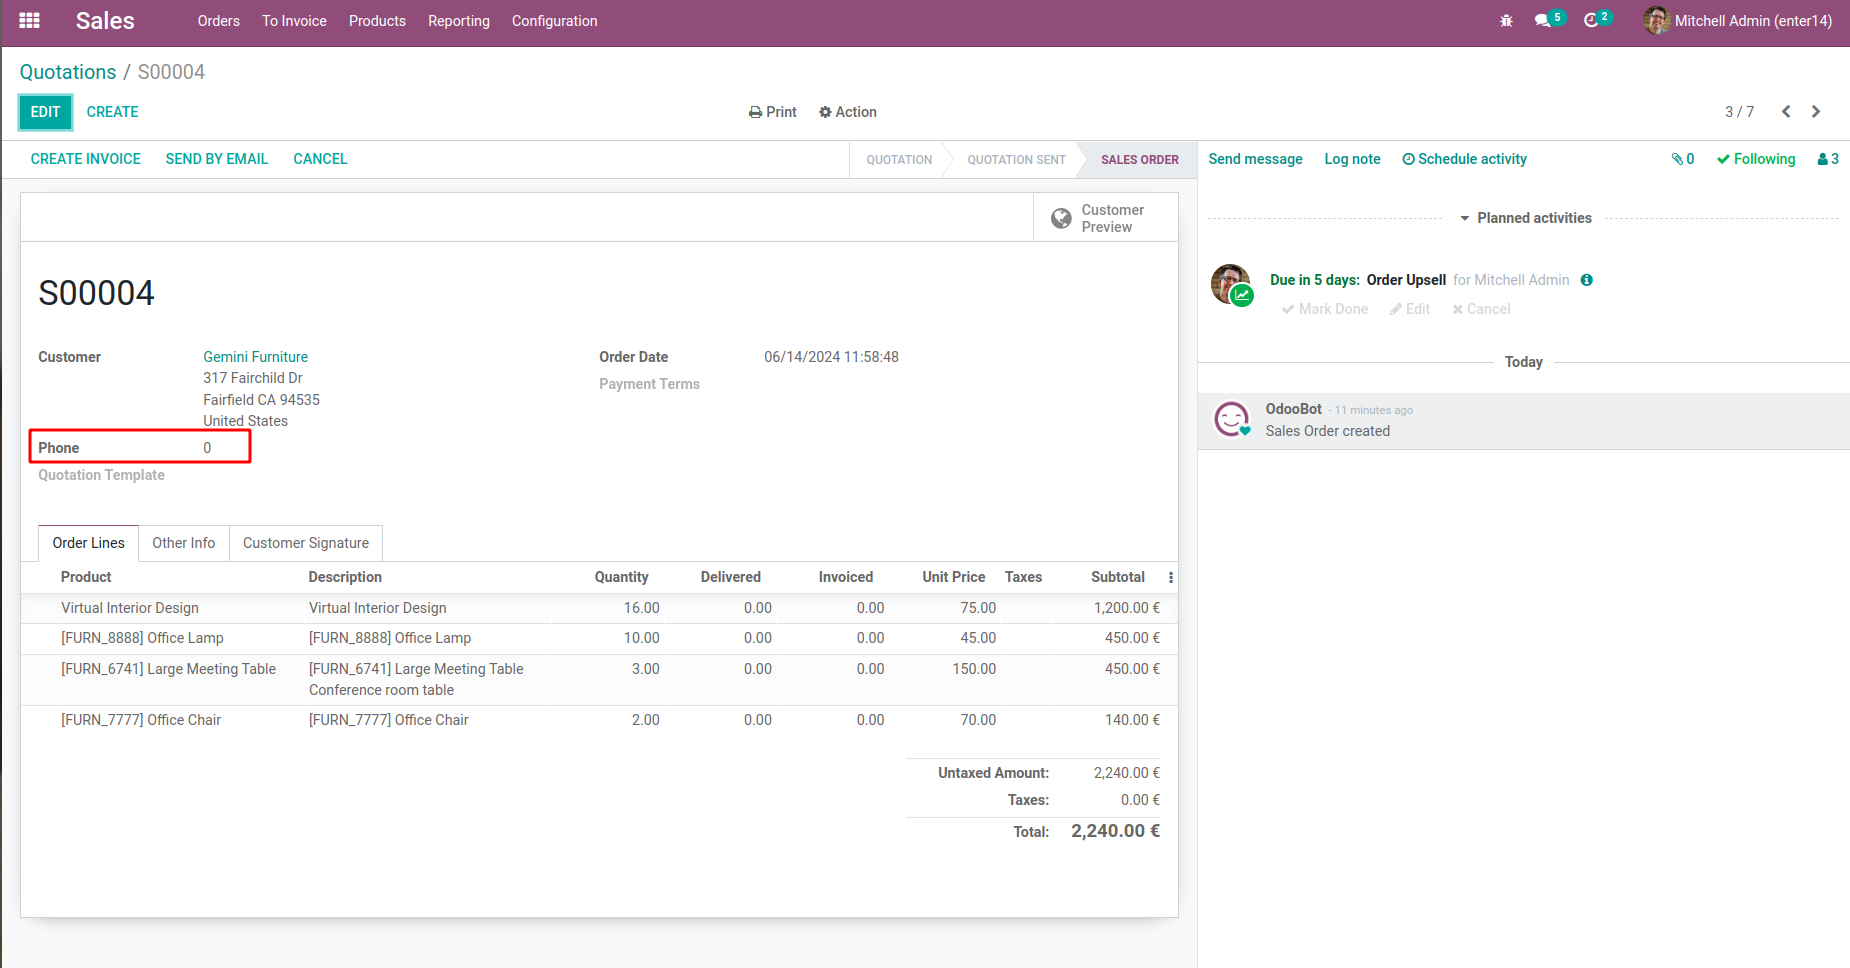 Sales Orders To Invoice Products Reporting Configuration 5 2 Mitchell Admin (enter14)
Quotations / S00004
EDIT CREATE Print Action 3 / 7
CREATE INVOICE SEND BY EMAIL CANCEL QUOTATION QUOTATION SENT SALES ORDER Send message Log note Schedule activity 0 Following 3
Customer
Preview
Planned activities
S00004
Due in 5 days: Order Upsell for Mitchell Admin
Mark Done Edit Cancel
Customer Gemini Furniture Order Date 06/14/2024 11:58:48
317 Fairchild Dr Payment Terms
Fairfield CA 94535
United States
Phone 0
Quotation Template
Today
OdooBot - 11 minutes ago
Sales Order created
Order Lines Other Info Customer Signature
Product Description Quantity Delivered Invoiced Unit Price Taxes Subtotal
Virtual Interior Design Virtual Interior Design 16.00 0.00 0.00 75.00 1,200.00 €
[FURN_8888] Office Lamp [FURN_8888] Office Lamp 10.00 0.00 0.00 45.00 450.00 €
[FURN_6741] Large Meeting Table [FURN_6741] Large Meeting Table 3.00 0.00 0.00 150.00 450.00 €
Conference room table
[FURN_7777] Office Chair [FURN_7777] Office Chair 2.00 0.00 0.00 70.00 140.00 €
Untaxed Amount: 2,240.00 €
Taxes: 0.00 €
Total: 2,240.00 €